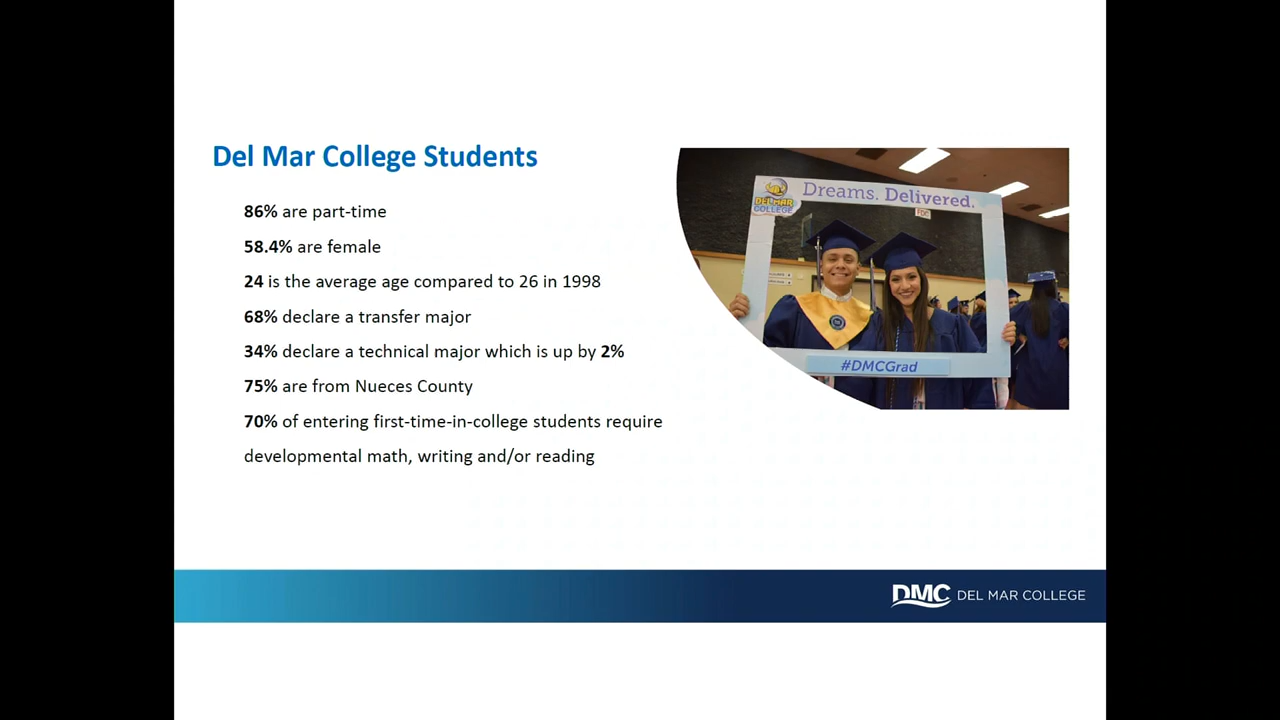 Del Mar College Students
86% are part-time
58.4% are female
24 is the average age compared to 26 in 1998
68% declare a transfer major
34% declare a technical major which is up by 2%
75% are from Nueces County
70% of entering first-time-in-college students require
developmental math, writing and/or reading
Dreams. Delivered.
DEL MAR
COLLEGE
#DMCGrad
DMC DEL MAR COLLEGE